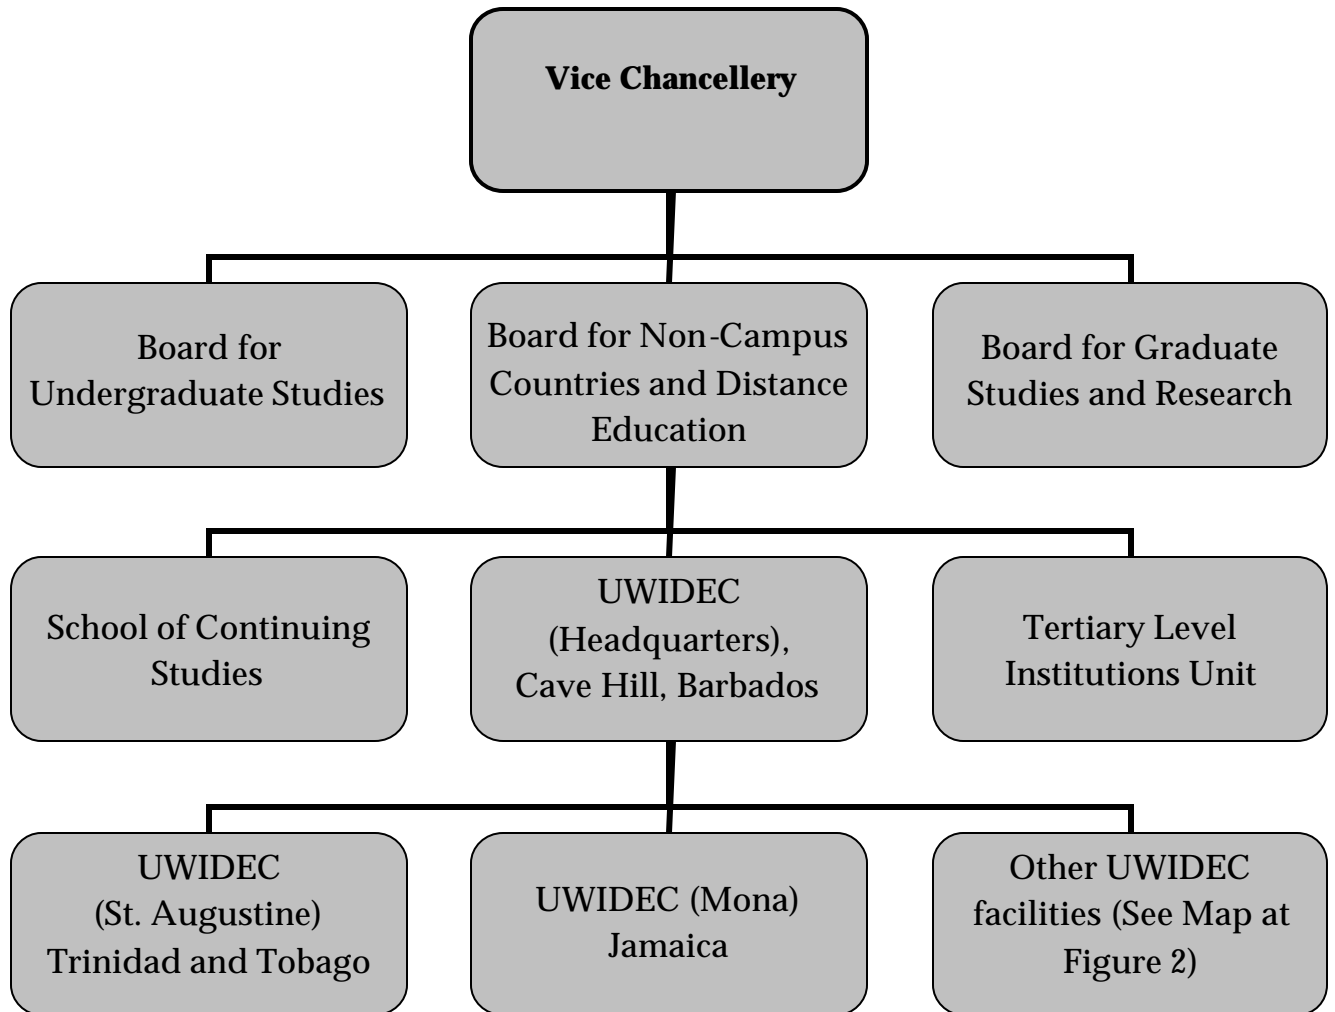 Vice Chancellery
Board for
Undergraduate Studies
Board for Non-Campus
Countries and Distance
Education
Board for Graduate
Studies and Research
School of Continuing
Studies
UWIDEC
(Headquarters),
Cave Hill, Barbados
Tertiary Level
Institutions Unit
UWIDEC
(St. Augustine)
Trinidad and Tobago
UWIDEC (Mona)
Jamaica
Other UWIDEC
facilities (See Map at
Figure 2)